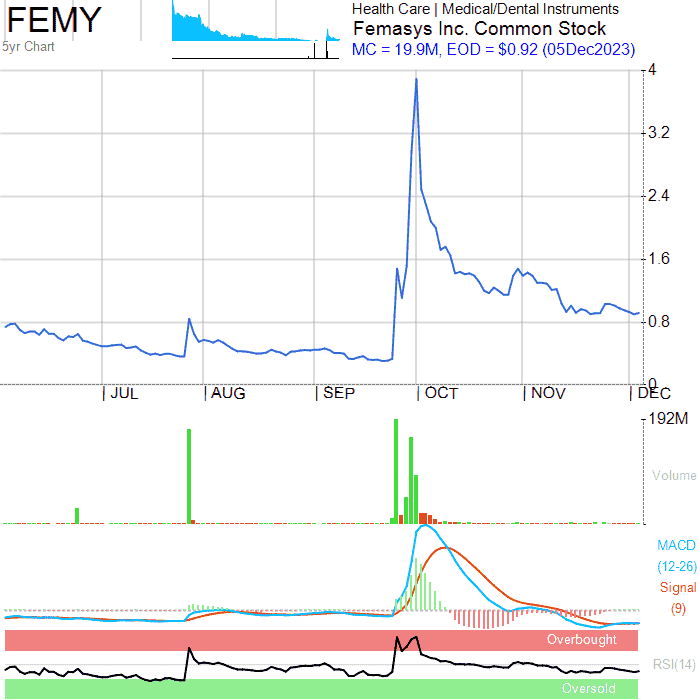 FEMY
5yr Chart
Health Care | Medical/Dental Instruments
Femasys Inc. Common Stock
MC = 19.9M, EOD = $0.92 (05Dec2023)
4
3.2
2.4
1.6
0.8
0
JUL AUG SEP OCT NOV DEC
192M
Volume
MACD
(12-26)
Signal
(9)
Overbought
RSI(14)
Oversold